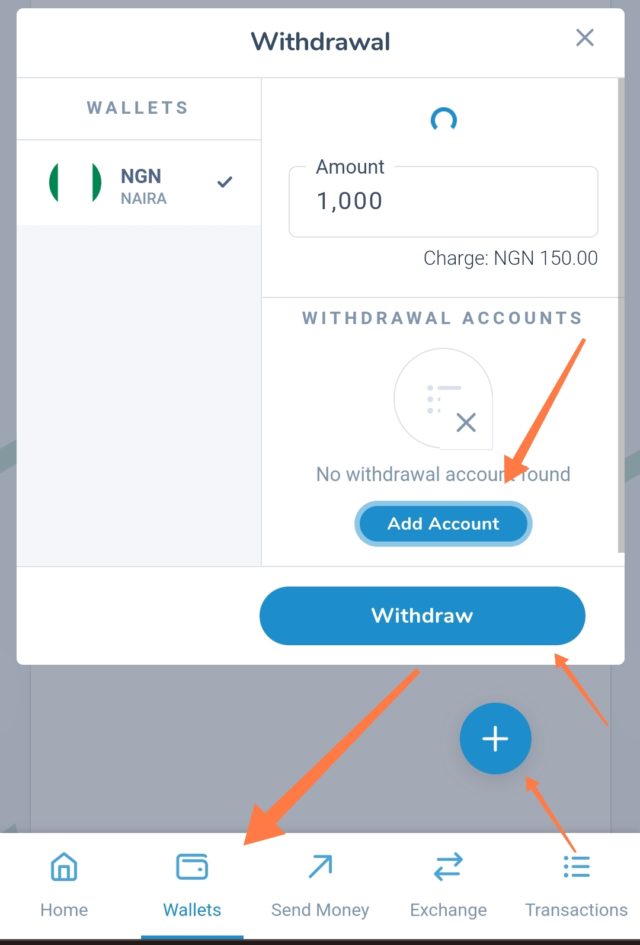 Withdrawal
WALLETS
NGN
NAIRA
Amount
1,000
Charge: NGN 150.00
WITHDRAWAL ACCOUNTS
No withdrawal account found
Add Account
Withdraw
Home
Wallets
Send Money
Exchange
Transactions